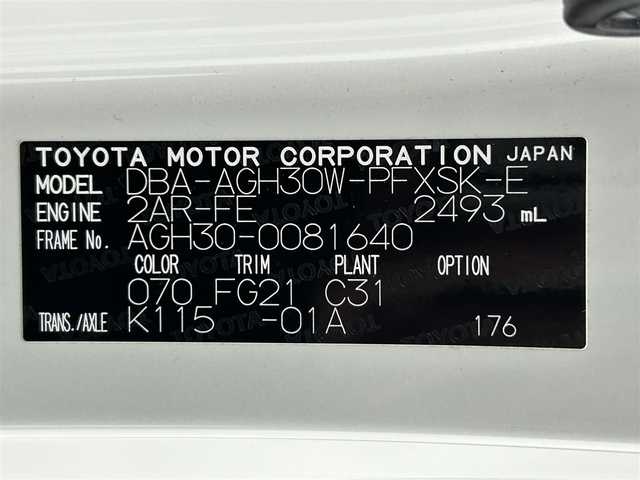 TOYOTA MOTOR CORPORATION JAPAN
MODEL DBA-AGH30W-PFXSK-E
ENGINE 2AR-FE 2493 mL
FRAME No. AGH30-0081640
COLOR TRIM PLANT OPTION
070 FG21 C31
TRANS./AXLE K115 -01A 176